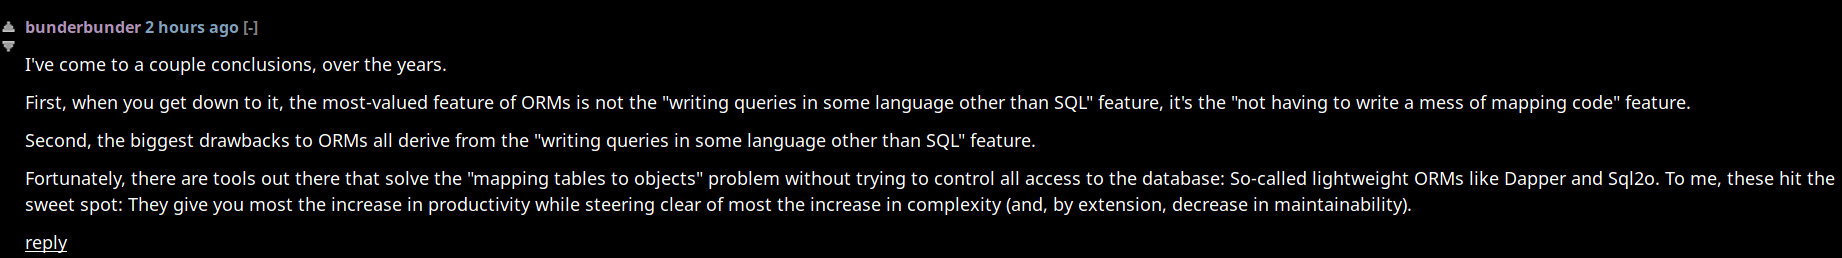 bunderbunder 2 hours ago [-]
I've come to a couple conclusions, over the years.
First, when you get down to it, the most-valued feature of ORMs is not the "writing queries in some language other than SQL" feature, it's the "not having to write a mess of mapping code" feature.
Second, the biggest drawbacks to ORMs all derive from the "writing queries in some language other than SQL" feature.
Fortunately, there are tools out there that solve the "mapping tables to objects" problem without trying to control all access to the database: So-called lightweight ORMs like Dapper and Sql2o. To me, these hit the
sweet spot: They give you most the increase in productivity while steering clear of most the increase in complexity (and, by extension, decrease in maintainability).
reply